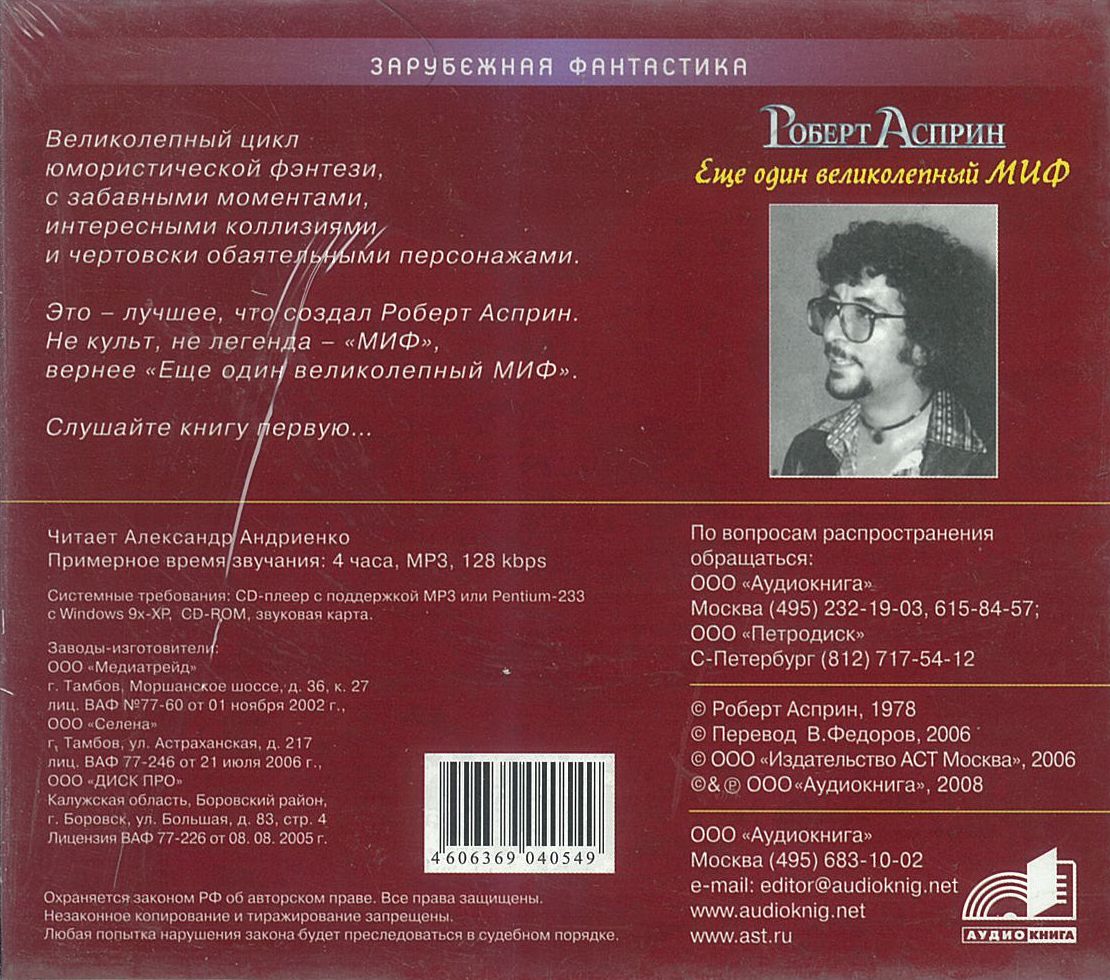 ЗАРУБЕЖНАЯ ФАНТАСТИКА
Великолепный цикл
юмористической фэнтези,
с забавными моментами,
интересными коллизиями
и чертовски обаятельными персонажами.
Это – лучшее, что создал Роберт Асприн.
Не культ, не легенда – «МИФ»,
вернее «Еще один великолепный МИФ».
Слушайте книгу первую...
Роберт Асприн
Еще один великолепный МИФ
Читает Александр Андриенко
Примерное время звучания: 4 часа, MP3, 128 kbps
Системные требования: CD-плеер с поддержкой MP3 или Pentium-233
с Windows 9x-XP, CD-ROM, звуковая карта.
Заводы-изготовители:
ООО «Медиатрейд»
г. Тамбов, Моршанское шоссе, д. 36, к. 27
лиц. ВАФ №77-60 от 01 ноября 2002 г.,
ООО «Селена»
г, Тамбов, ул. Астраханская, д. 217
лиц. ВАФ 77-246 от 21 июля 2006 г.,
ООО «ДИСК ПРО»
Калужская область, Боровский район,
г. Боровск, ул. Большая, д. 83, стр. 4
Лицензия ВАФ 77-226 от 08. 08. 2005 г.
4 606369 040549
Охраняется законом РФ об авторском праве. Все права защищены.
Незаконное копирование и тиражирование запрещены.
Любая попытка нарушения закона будет преследоваться в судебном порядке.
По вопросам распространения
обращаться:
ООО «Аудиокнига»
Москва (495) 232-19-03, 615-84-57;
ООО «Петродиск»
С-Петербург (812) 717-54-12
© Роберт Асприн, 1978
© Перевод В.Федоров, 2006
© ООО «Издательство АСТ Москва», 2006
©& ℗ ООО «Аудиокнига», 2008
ООО «Аудиокнига»
Москва (495) 683-10-02
e-mail: editor@audioknig.net
www.audioknig.net
www.ast.ru
АУДИОКНИГА